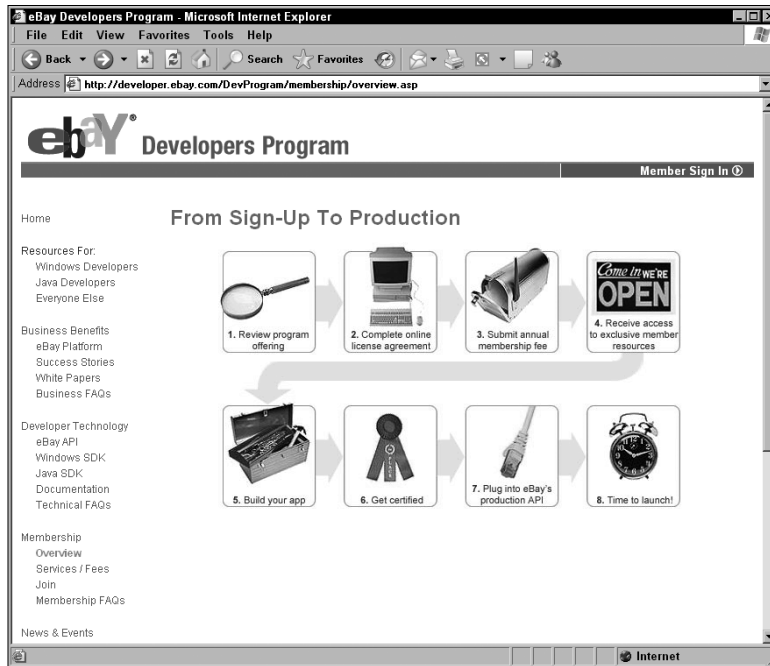 eBay Developers Program - Microsoft Internet Explorer
File Edit View Favorites Tools Help
Back Search Favorites
Address http://developer.ebay.com/DevProgram/membership/overview.asp
ebaY® Developers Program
Member Sign In
Home
Resources For:
Windows Developers
Java Developers
Everyone Else
Business Benefits
eBay Platform
Success Stories
White Papers
Business FAQs
Developer Technology
eBay API
Windows SDK
Java SDK
Documentation
Technical FAQs
Membership
Overview
Services / Fees
Join
Membership FAQs
News & Events
From Sign-Up To Production
1. Review program
offering
2. Complete online
license agreement
3. Submit annual
membership fee
Come in WE'RE
OPEN
4. Receive access
to exclusive member
resources
5. Build your app
6. Get certified
7. Plug into eBay's
production API
8. Time to launch!
Internet